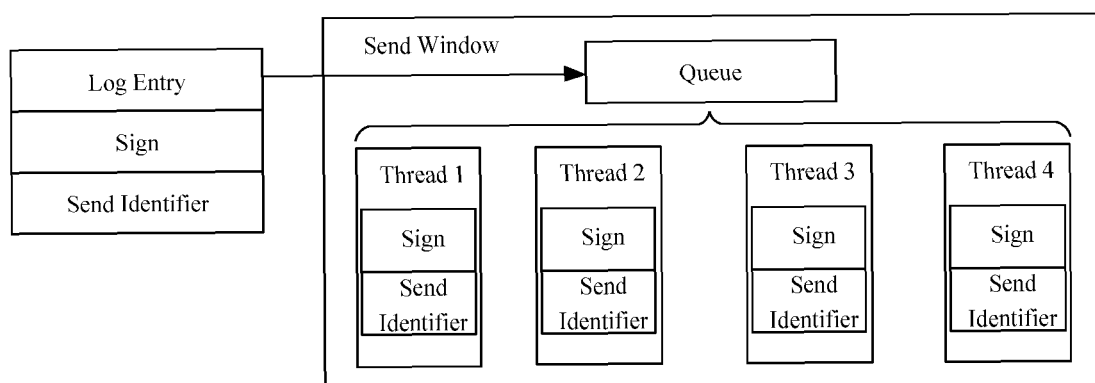 Log Entry
Sign
Send Identifier
Send Window
Queue
Thread 1
Sign
Send
Identifier
Thread 2
Sign
Send
Identifier
Thread 3
Sign
Send
Identifier
Thread 4
Sign
Send
Identifier